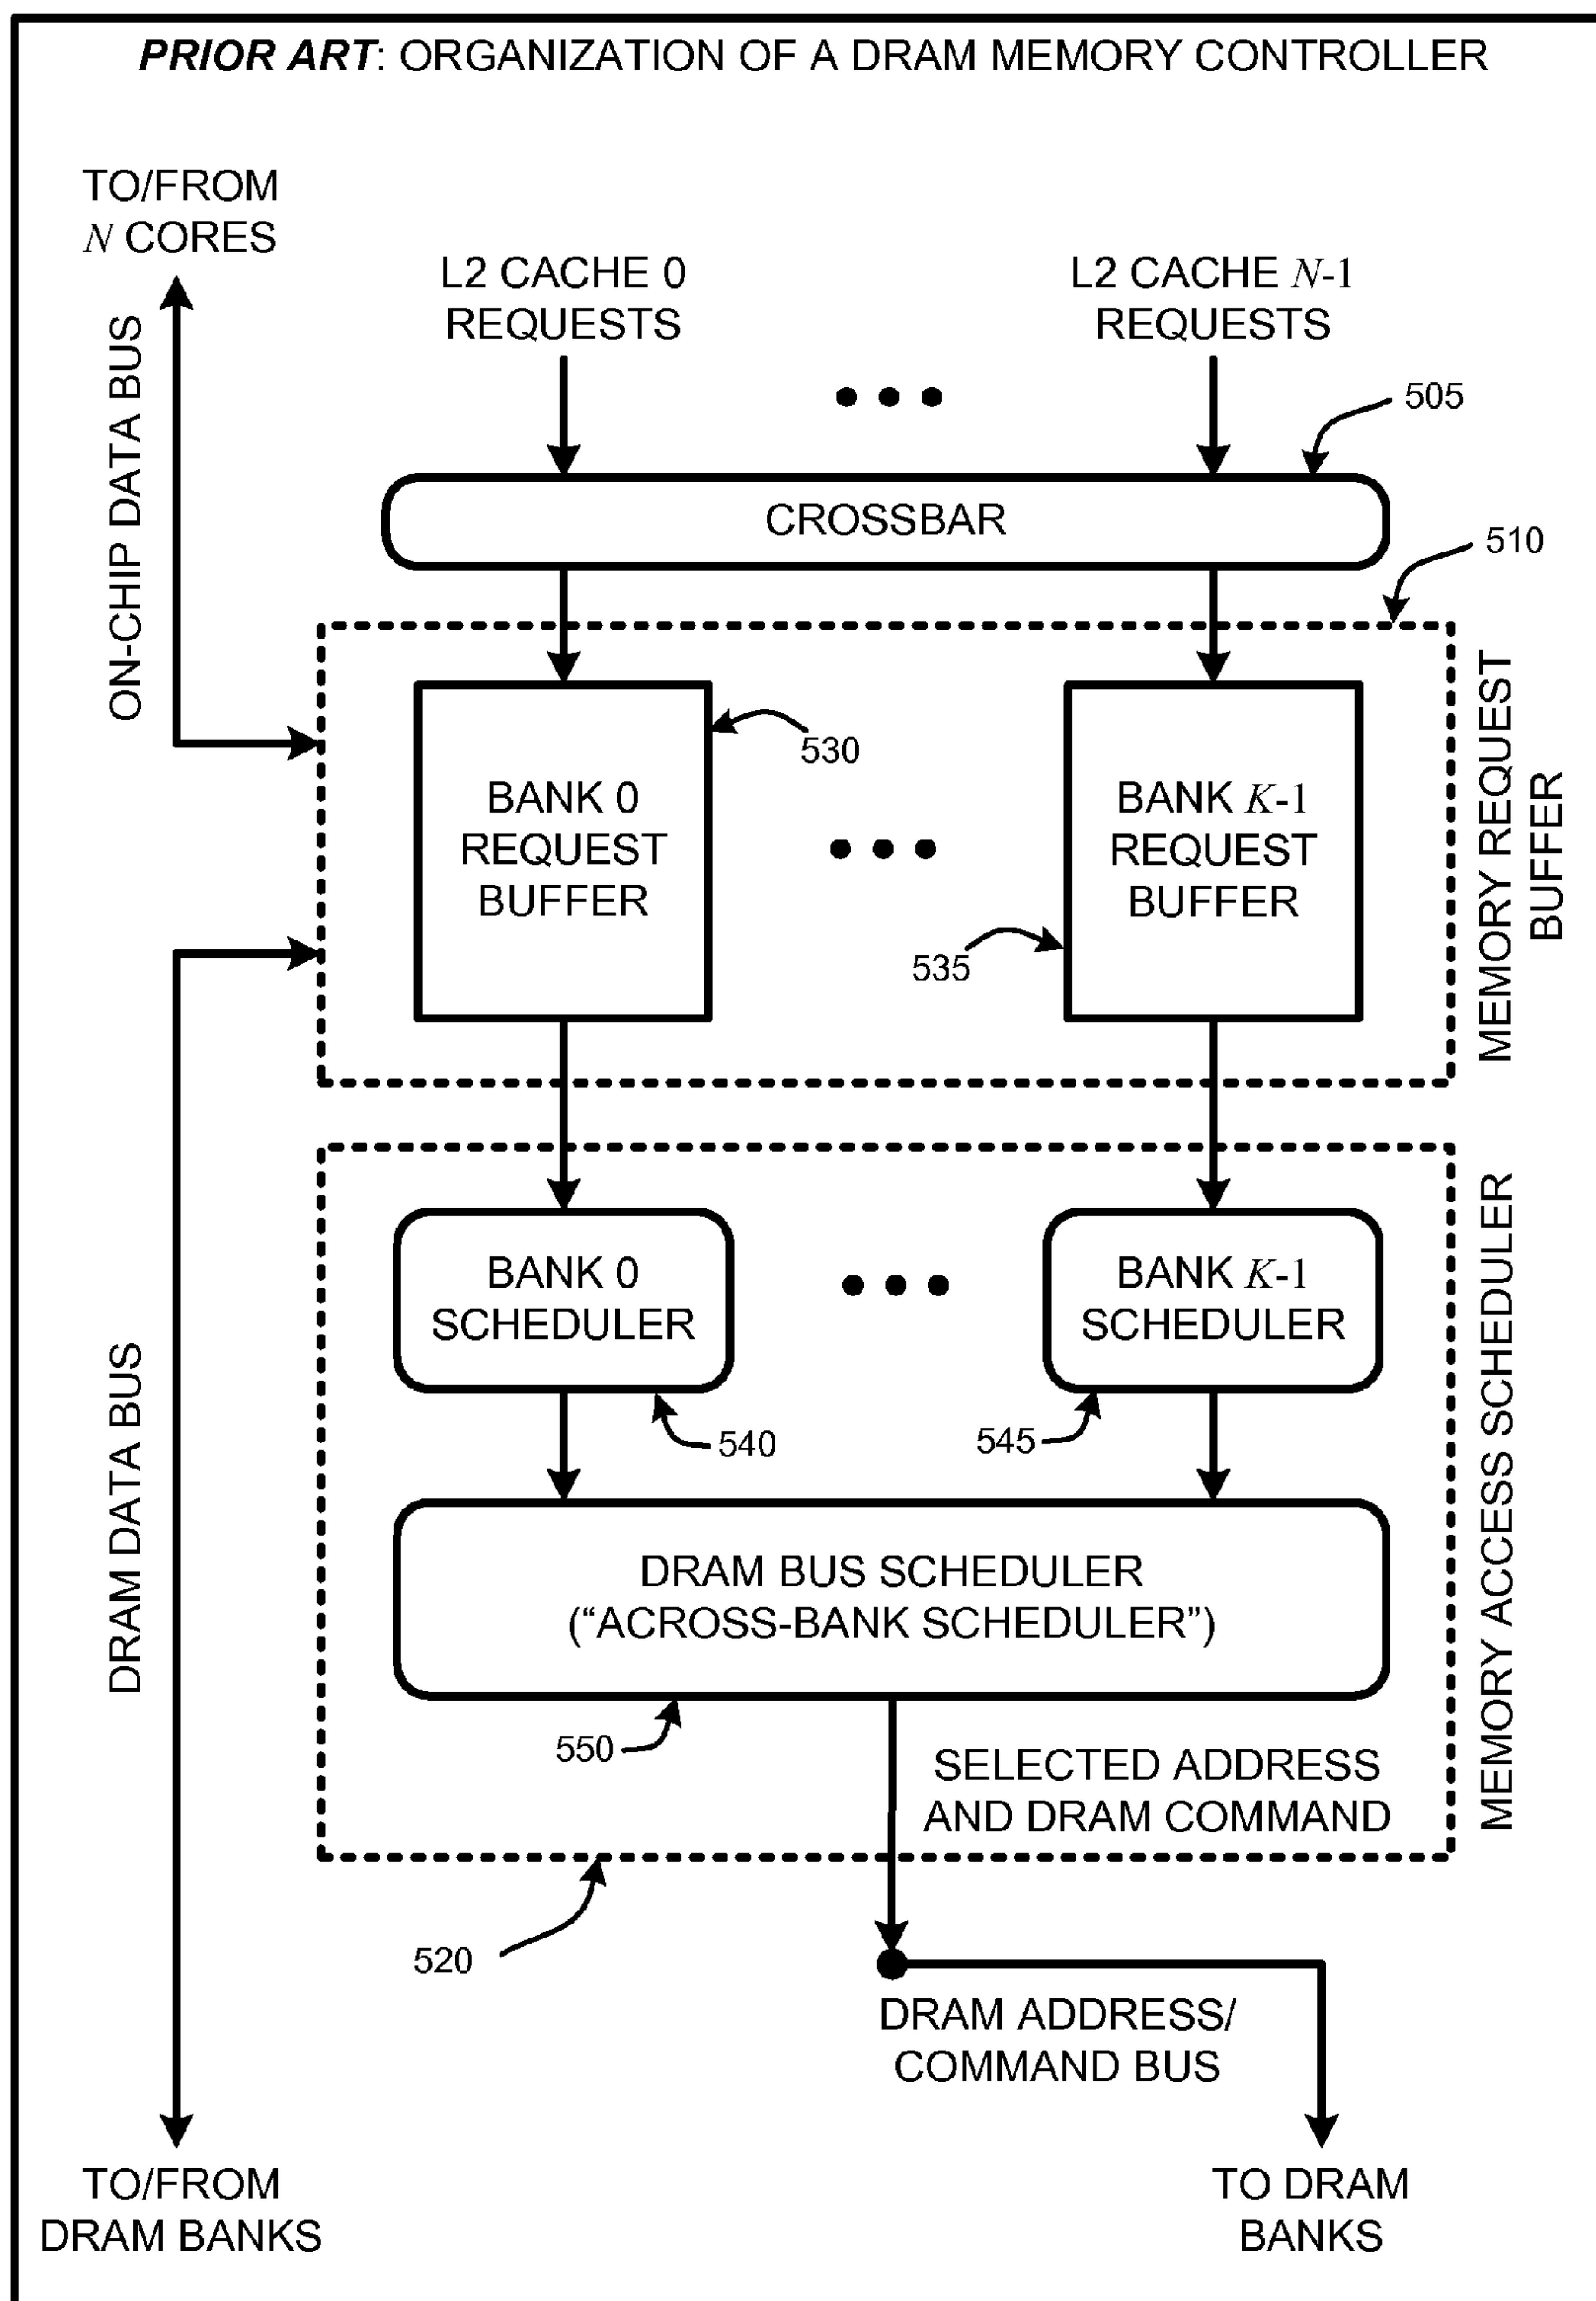 PRIOR ART: ORGANIZATION OF A DRAM MEMORY CONTROLLER
TO/FROM
N CORES
ON-CHIP DATA BUS
L2 CACHE 0
REQUESTS
L2 CACHE N-1
REQUESTS
505
CROSSBAR
510
MEMORY REQUEST
BUFFER
BANK 0
REQUEST
BUFFER
530
BANK K-1
REQUEST
BUFFER
535
DRAM DATA BUS
MEMORY ACCESS SCHEDULER
BANK 0
SCHEDULER
BANK K-1
SCHEDULER
540
545
DRAM BUS SCHEDULER
(“ACROSS-BANK SCHEDULER”)
550
SELECTED ADDRESS
AND DRAM COMMAND
520
DRAM ADDRESS/
COMMAND BUS
TO/FROM
DRAM BANKS
TO DRAM
BANKS